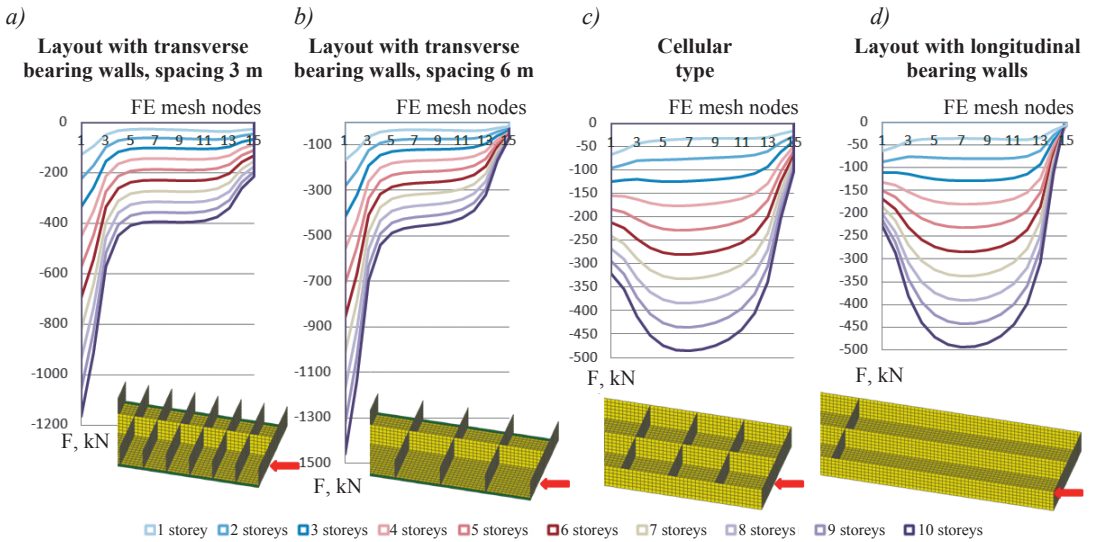 a)
Layout with transverse
bearing walls, spacing 3 m
FE mesh nodes
0
1 3 5 7 9 11 13 15
-200
-400
-600
-800
-1000
-1200
F, kN
b)
Layout with transverse
bearing walls, spacing 6 m
FE mesh nodes
0
1 3 5 7 9 11 13 15
-100
-300
-500
-700
-900
-1100
-1300
1500
F, kN
c)
Cellular
type
FE mesh nodes
0
1 3 5 7 9 11 13 15
-50
-100
-150
-200
-250
-300
-350
-400
-450
-500
F, kN
d)
Layout with longitudinal
bearing walls
FE mesh nodes
0
1 3 5 7 9 11 13 15
-50
-100
-150
-200
-250
-300
-350
-400
-450
-500
F, kN
1 storey 2 storeys 3 storeys 4 storeys 5 storeys 6 storeys 7 storeys 8 storeys 9 storeys 10 storeys